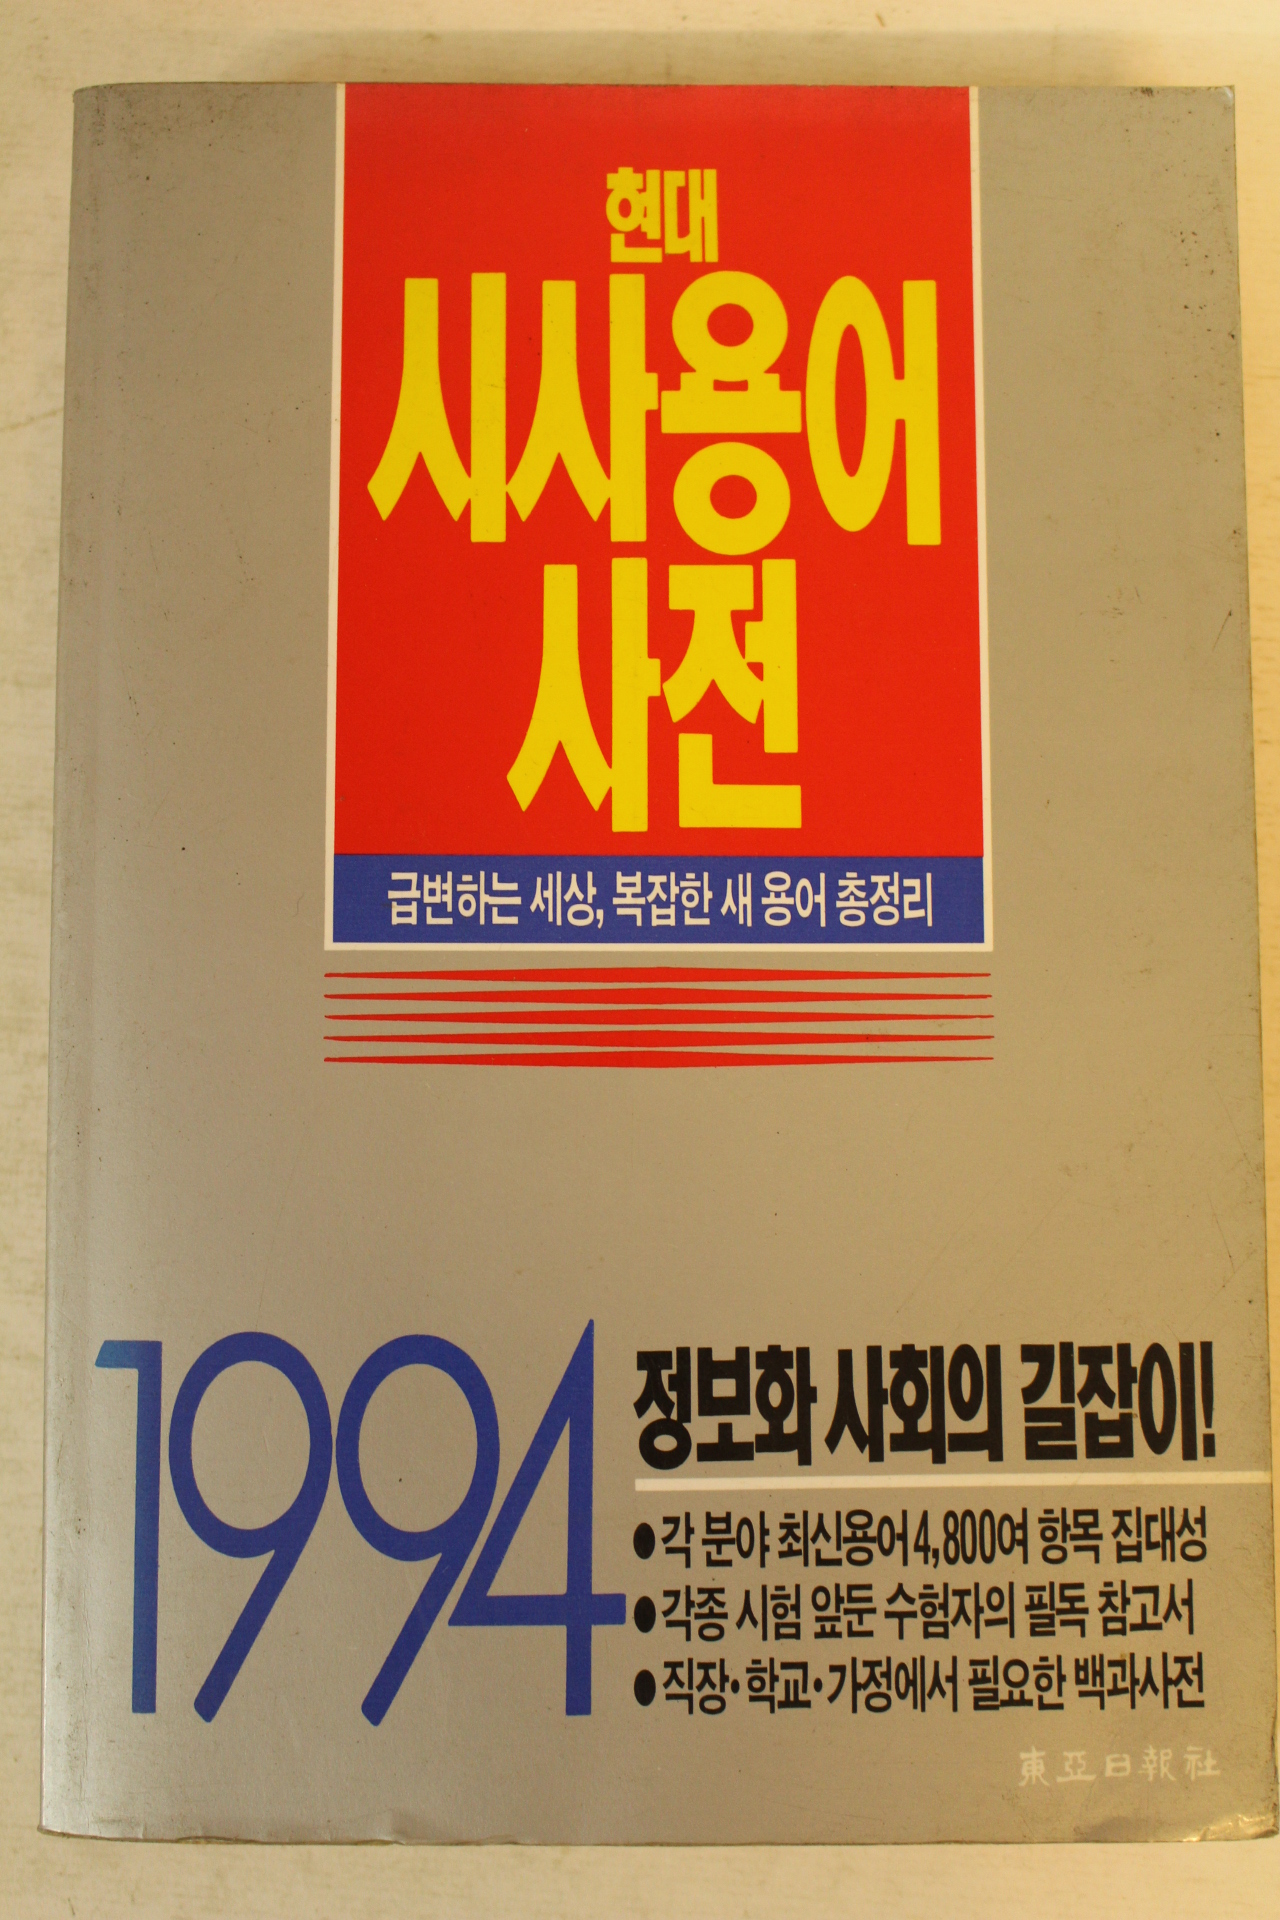 현대
시사용어
사전
급변하는 세상, 복잡한 새 용어 총정리
1994
정보화 사회의 길잡이!
●각 분야 최신용어 4,800여 항목 집대성
●각종 시험 앞둔 수험자의 필독 참고서
●직장·학교·가정에서 필요한 백과사전
東亞日報社